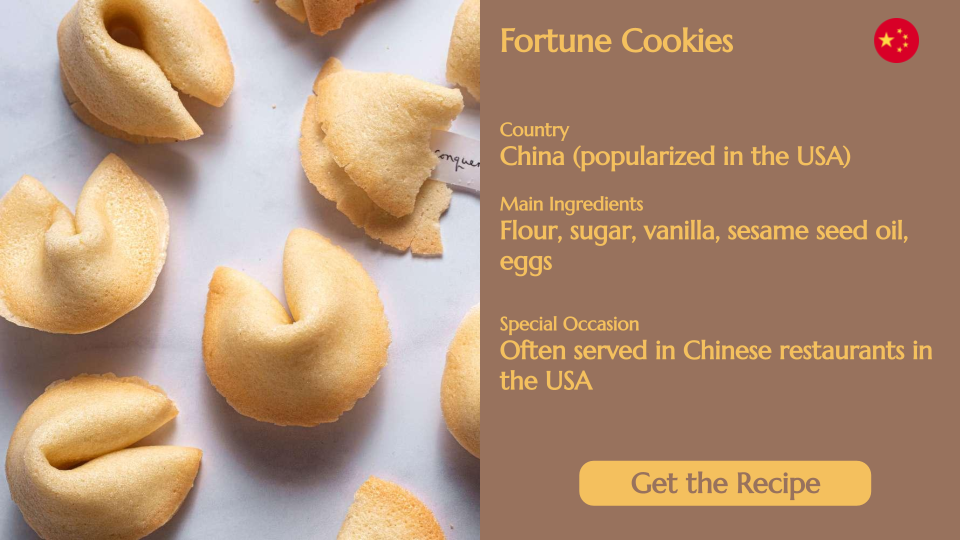 Fortune Cookies
Country
China (popularized in the USA)
Main Ingredients
Flour, sugar, vanilla, sesame seed oil,
eggs
Special Occasion
Often served in Chinese restaurants in
the USA
Get the Recipe